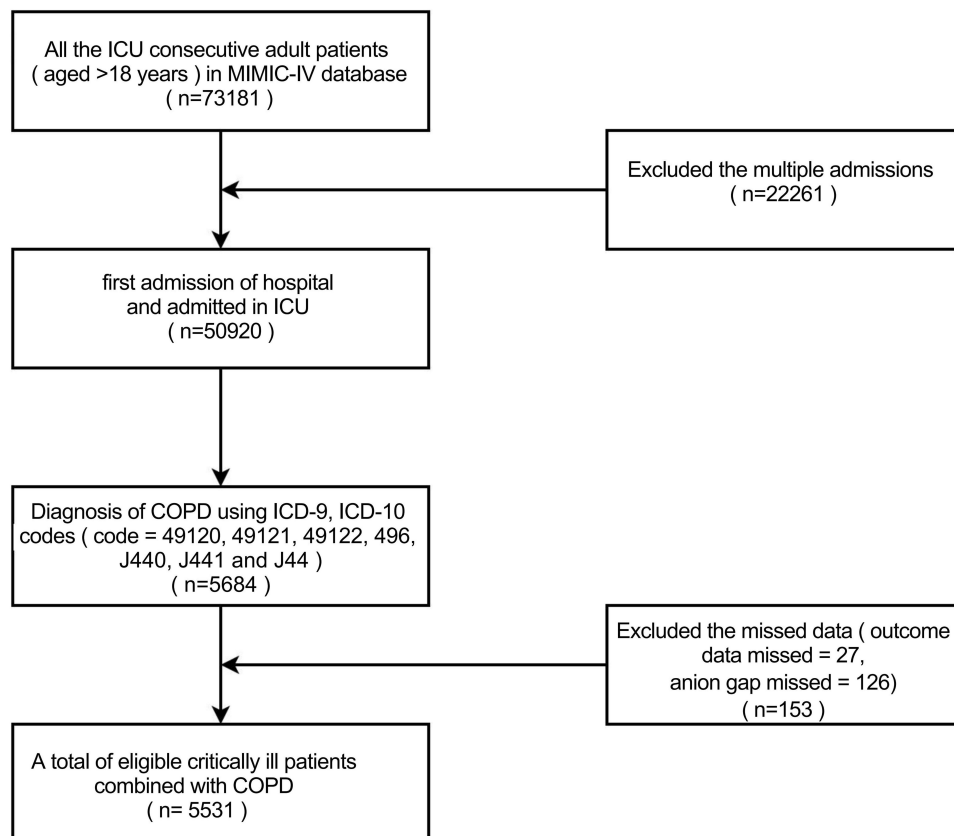 All the ICU consecutive adult patients
( aged >18 years ) in MIMIC-IV database
( n=73181 )
Excluded the multiple admissions
( n=22261 )
first admission of hospital
and admitted in ICU
( n=50920 )
Diagnosis of COPD using ICD-9, ICD-10
codes ( code = 49120, 49121, 49122, 496,
J440, J441 and J44 )
( n=5684 )
Excluded the missed data ( outcome
data missed = 27,
anion gap missed = 126)
( n=153 )
A total of eligible critically ill patients
combined with COPD
( n= 5531 )